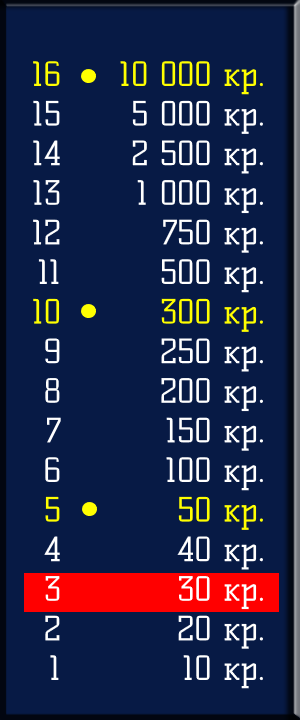 16 • 10 000 кр.
15 5 000 кр.
14 2 500 кр.
13 1 000 кр.
12 750 кр.
11 500 кр.
10 • 300 кр.
9 250 кр.
8 200 кр.
7 150 кр.
6 100 кр.
5 • 50 кр.
4 40 кр.
3 30 кр.
2 20 кр.
1 10 кр.